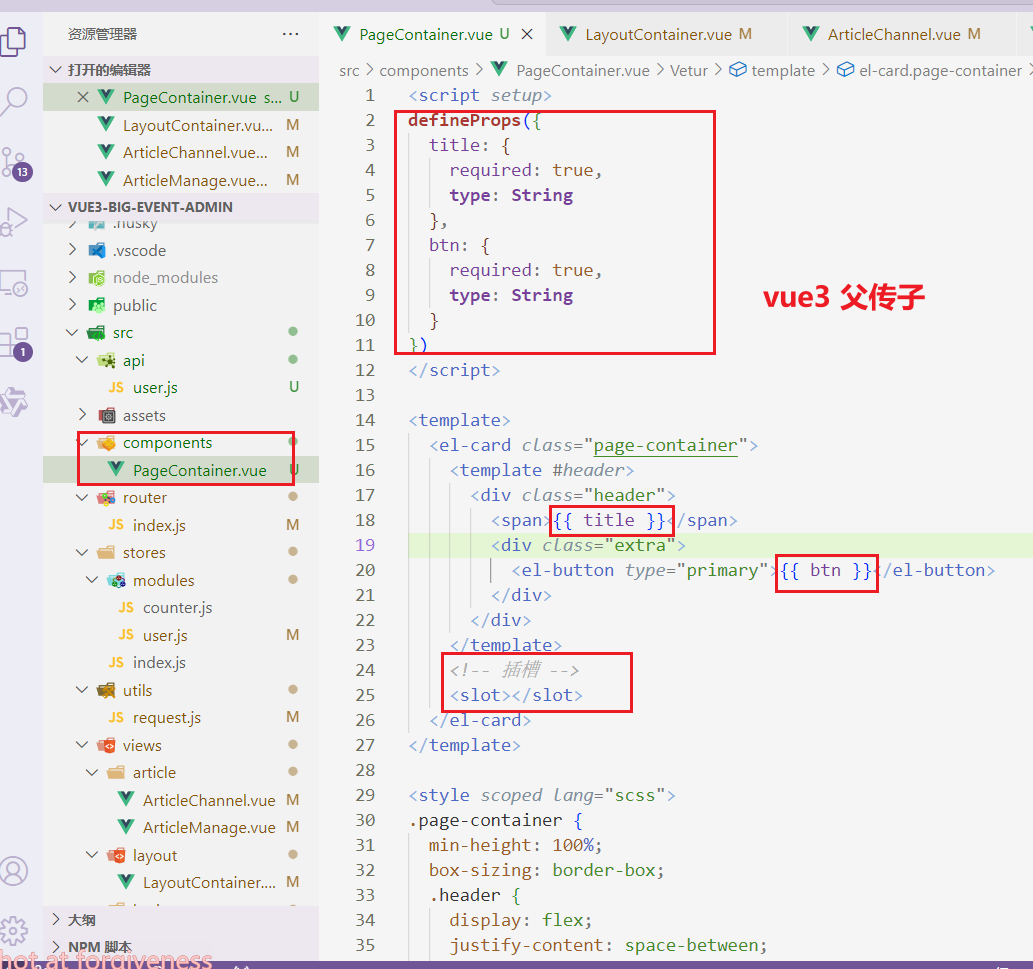 资源管理器 ···
打开的编辑器
PageContainer.vue s... U
LayoutContainer.vu... M
ArticleChannel.vue... M
ArticleManage.vue... M
VUE3-BIG-EVENT-ADMIN
.husky
.vscode
node_modules
public
src
api
JS user.js U
assets
components
PageContainer.vue U
router
JS index.js M
stores
modules
JS counter.js
JS user.js M
JS index.js
utils
JS request.js M
views
article
ArticleChannel.vue M
ArticleManage.vue M
layout
LayoutContainer.... M
大纲
NPM 脚本
13
1
PageContainer.vue U
LayoutContainer.vue M
ArticleChannel.vue M
src > components > PageContainer.vue > Vetur > template > el-card.page-container
1 <script setup>
2 defineProps({
3 title: {
4 required: true,
5 type: String
6 },
7 btn: {
8 required: true,
9 type: String
10 }
11 })
12 </script>
13
14 <template>
15 <el-card class="page-container">
16 <template #header>
17 <div class="header">
18 <span>{{ title }}</span>
19 <div class="extra">
20 <el-button type="primary">{{ btn }}</el-button>
21 </div>
22 </div>
23 </template>
24 <!-- 插槽 -->
25 <slot></slot>
26 </el-card>
27 </template>
28
29 <style scoped lang="scss">
30 .page-container {
31 min-height: 100%;
32 box-sizing: border-box;
33 .header {
34 display: flex;
35 justify-content: space-between;
vue3 父传子
hot at forgiveness